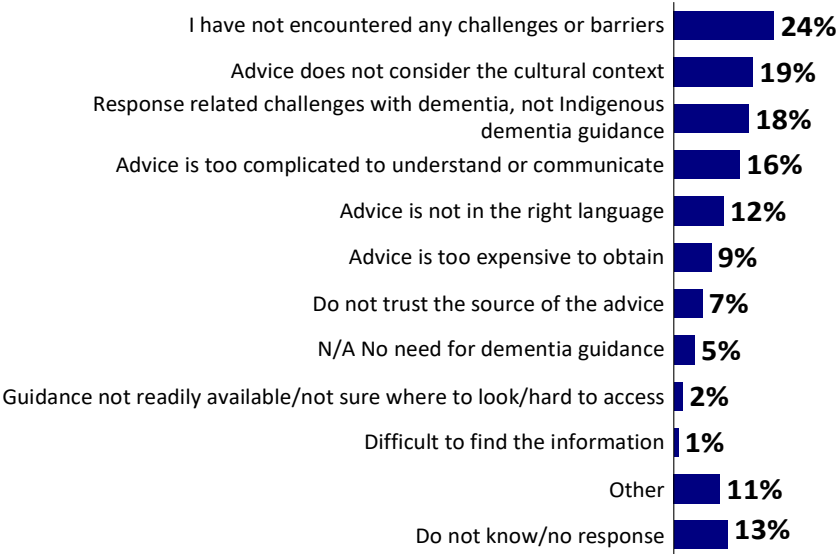 I have not encountered any challenges or barriers 24%
Advice does not consider the cultural context 19%
Response related challenges with dementia, not Indigenous
dementia guidance 18%
Advice is too complicated to understand or communicate 16%
Advice is not in the right language 12%
Advice is too expensive to obtain 9%
Do not trust the source of the advice 7%
N/A No need for dementia guidance 5%
Guidance not readily available/not sure where to look/hard to access 2%
Difficult to find the information 1%
Other 11%
Do not know/no response 13%